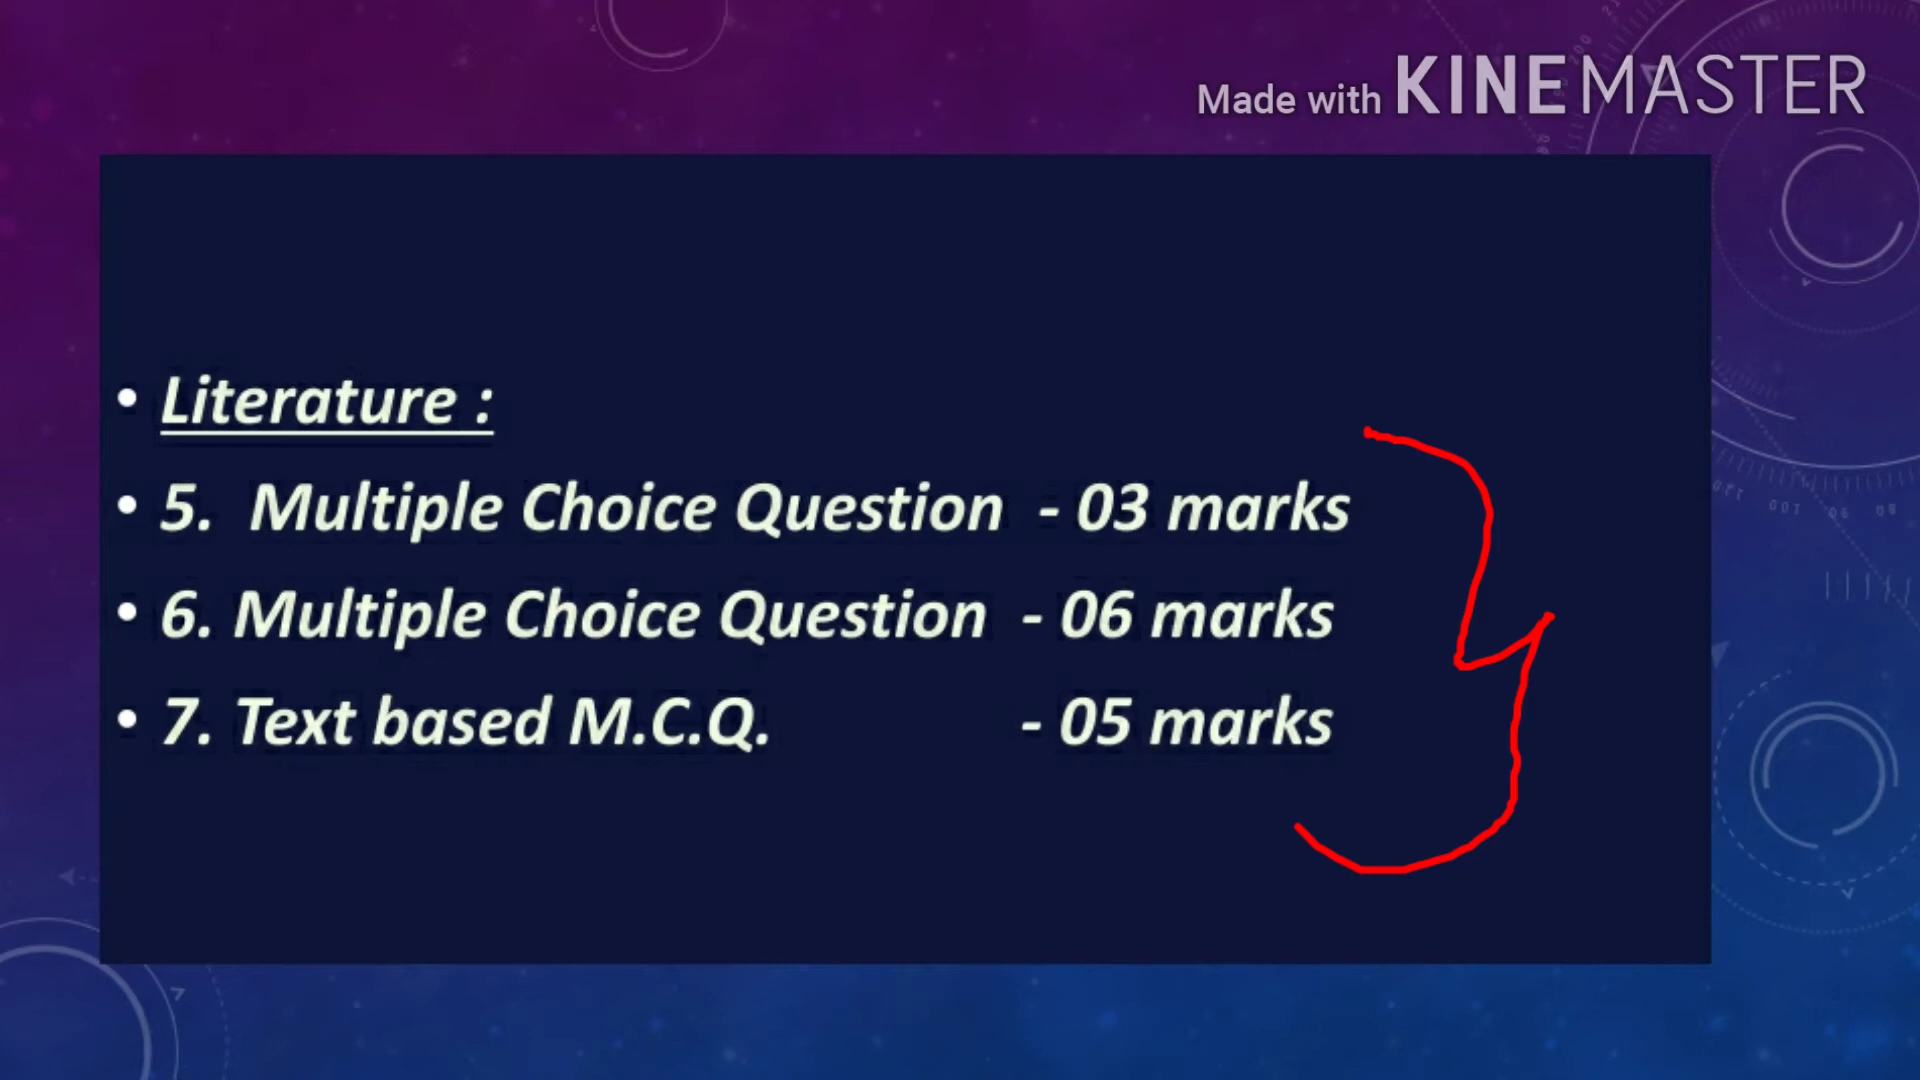 Made with KINEMASTER
• Literature :
• 5. Multiple Choice Question - 03 marks
• 6. Multiple Choice Question - 06 marks
• 7. Text based M.C.Q. - 05 marks